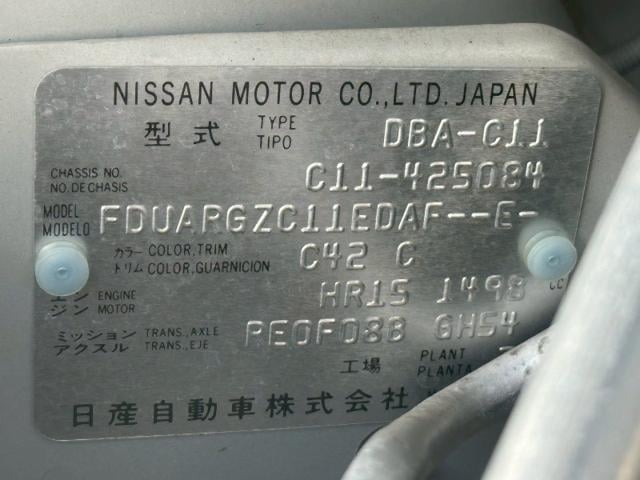 NISSAN MOTOR CO.,LTD. JAPAN
型式 TYPE TIPO DBA-C11
CHASSIS NO. NO. DE CHASIS C11-425084
MODEL MODELO FDUARGZC11EDAF--E-
カラー COLOR, TRIM トリム COLOR, GUARNICION C42 C
エンジン ENGINE MOTOR HR15 1498 CC
ミッション TRANS., AXLE アクスル TRANS., EJE RE0F08B GH54
工場 PLANT PLANTA
日産自動車株式会社